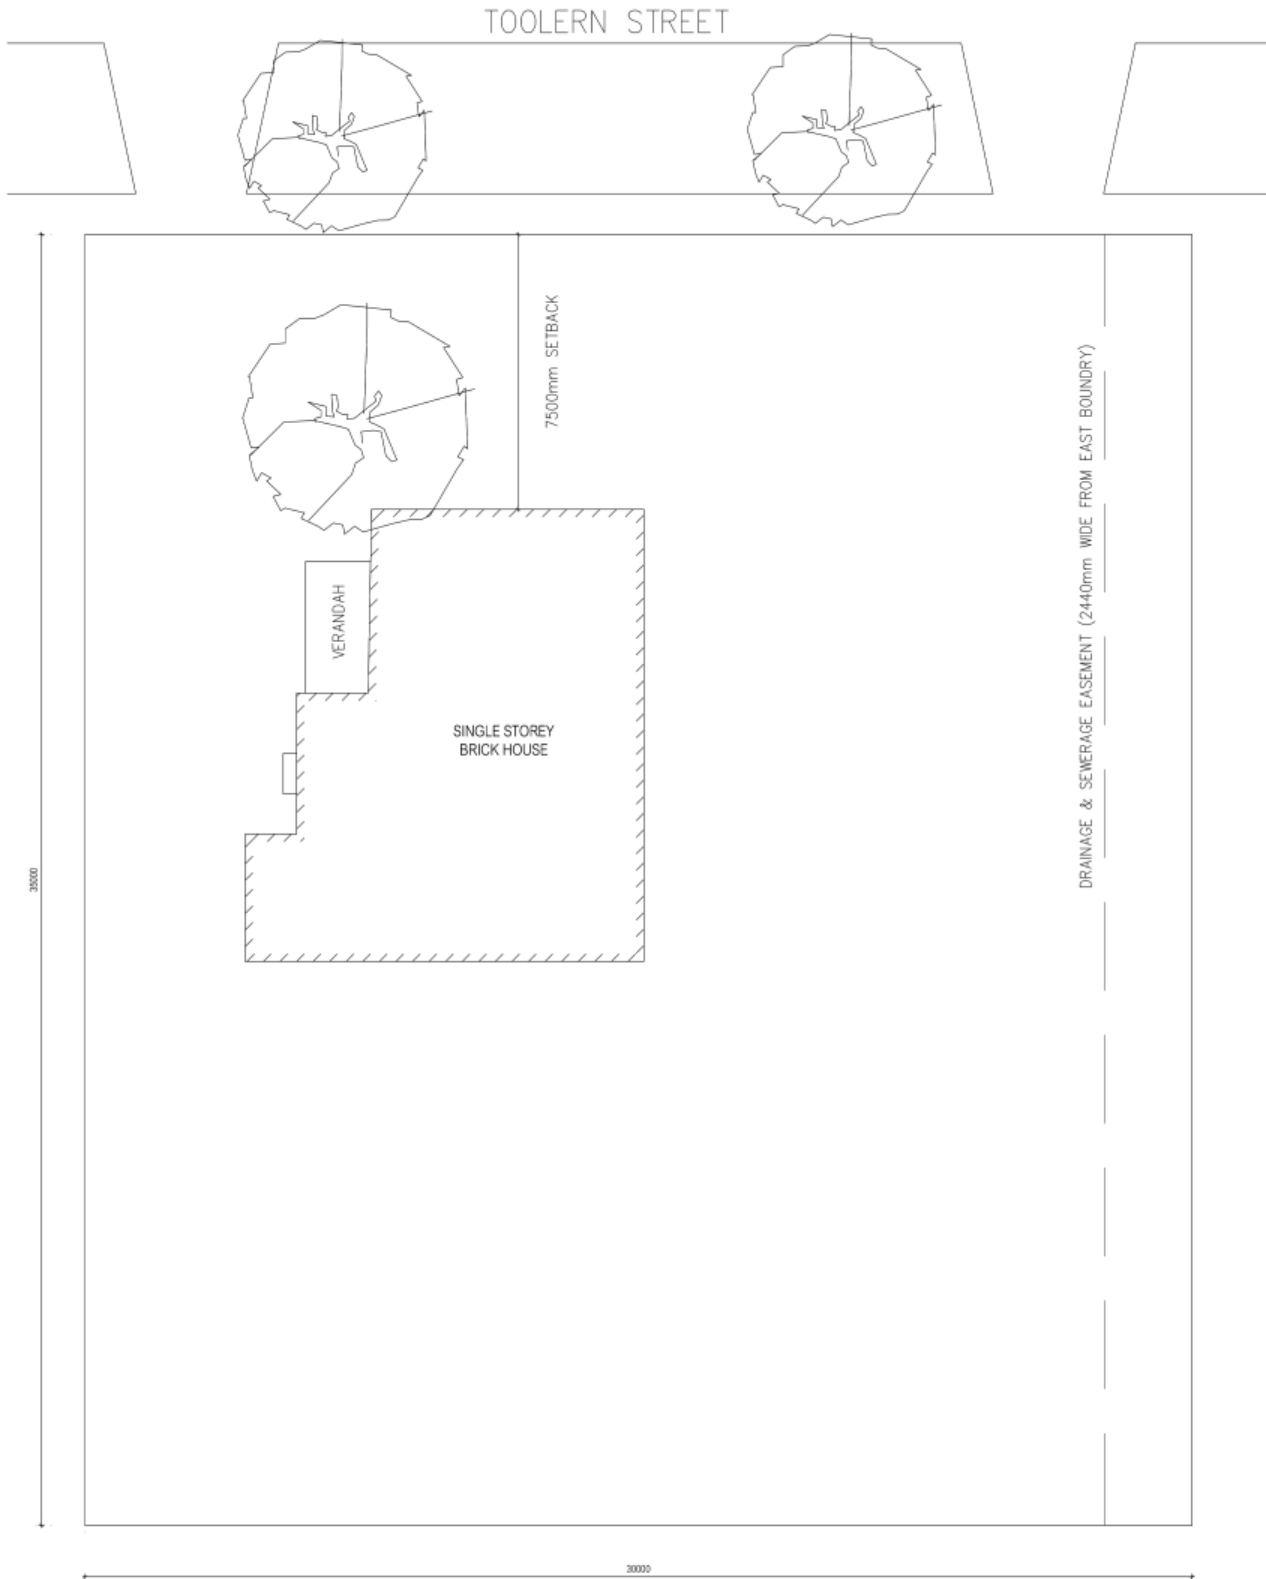 TOOLERN STREET
7500mm SETBACK
DRAINAGE & SEWERAGE EASEMENT (2440mm WIDE FROM EAST BOUNDRY)
VERANDAH
SINGLE STOREY
BRICK HOUSE
35000
30000